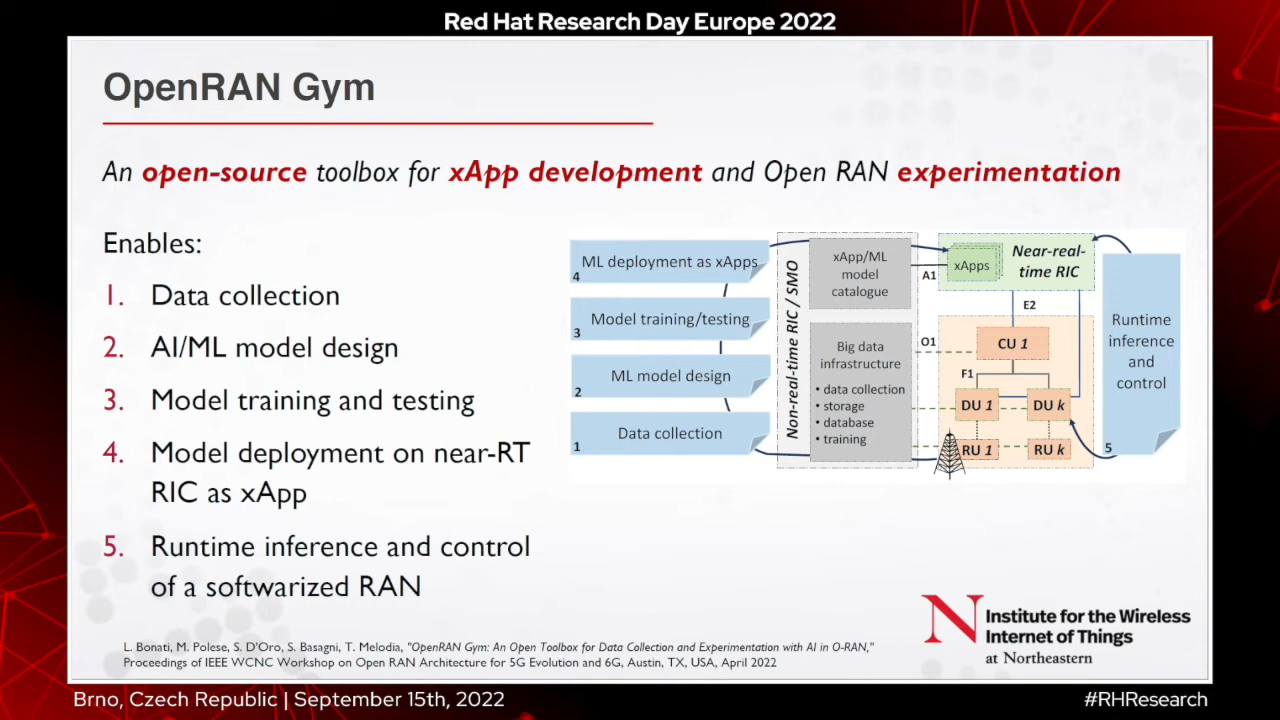 Red Hat Research Day Europe 2022
OpenRAN Gym
An open-source toolbox for xApp development and Open RAN experimentation
Enables:
1. Data collection
2. AI/ML model design
3. Model training and testing
4. Model deployment on near-RT
RIC as xApp
5. Runtime inference and control
of a softwarized RAN
ML deployment as xApps
4
Model training/testing
3
ML model design
2
Data collection
1
Non-real-time RIC / SMO
xApp/ML
model
catalogue
Big data
infrastructure
• data collection
• storage
• database
• training
A1
O1
xApps
Near-real-
time RIC
E2
CU 1
F1
DU 1
DU k
RU 1
RU k
Runtime
inference
and
control
5
L. Bonati, M. Polese, S. D'Oro, S. Basagni, T. Melodia, "OpenRAN Gym: An Open Toolbox for Data Collection and Experimentation with AI in O-RAN,"
Proceedings of IEEE WCNC Workshop on Open RAN Architecture for 5G Evolution and 6G, Austin, TX, USA, April 2022
N
Institute for the Wireless
Internet of Things
at Northeastern
Brno, Czech Republic | September 15th, 2022
#RHResearch